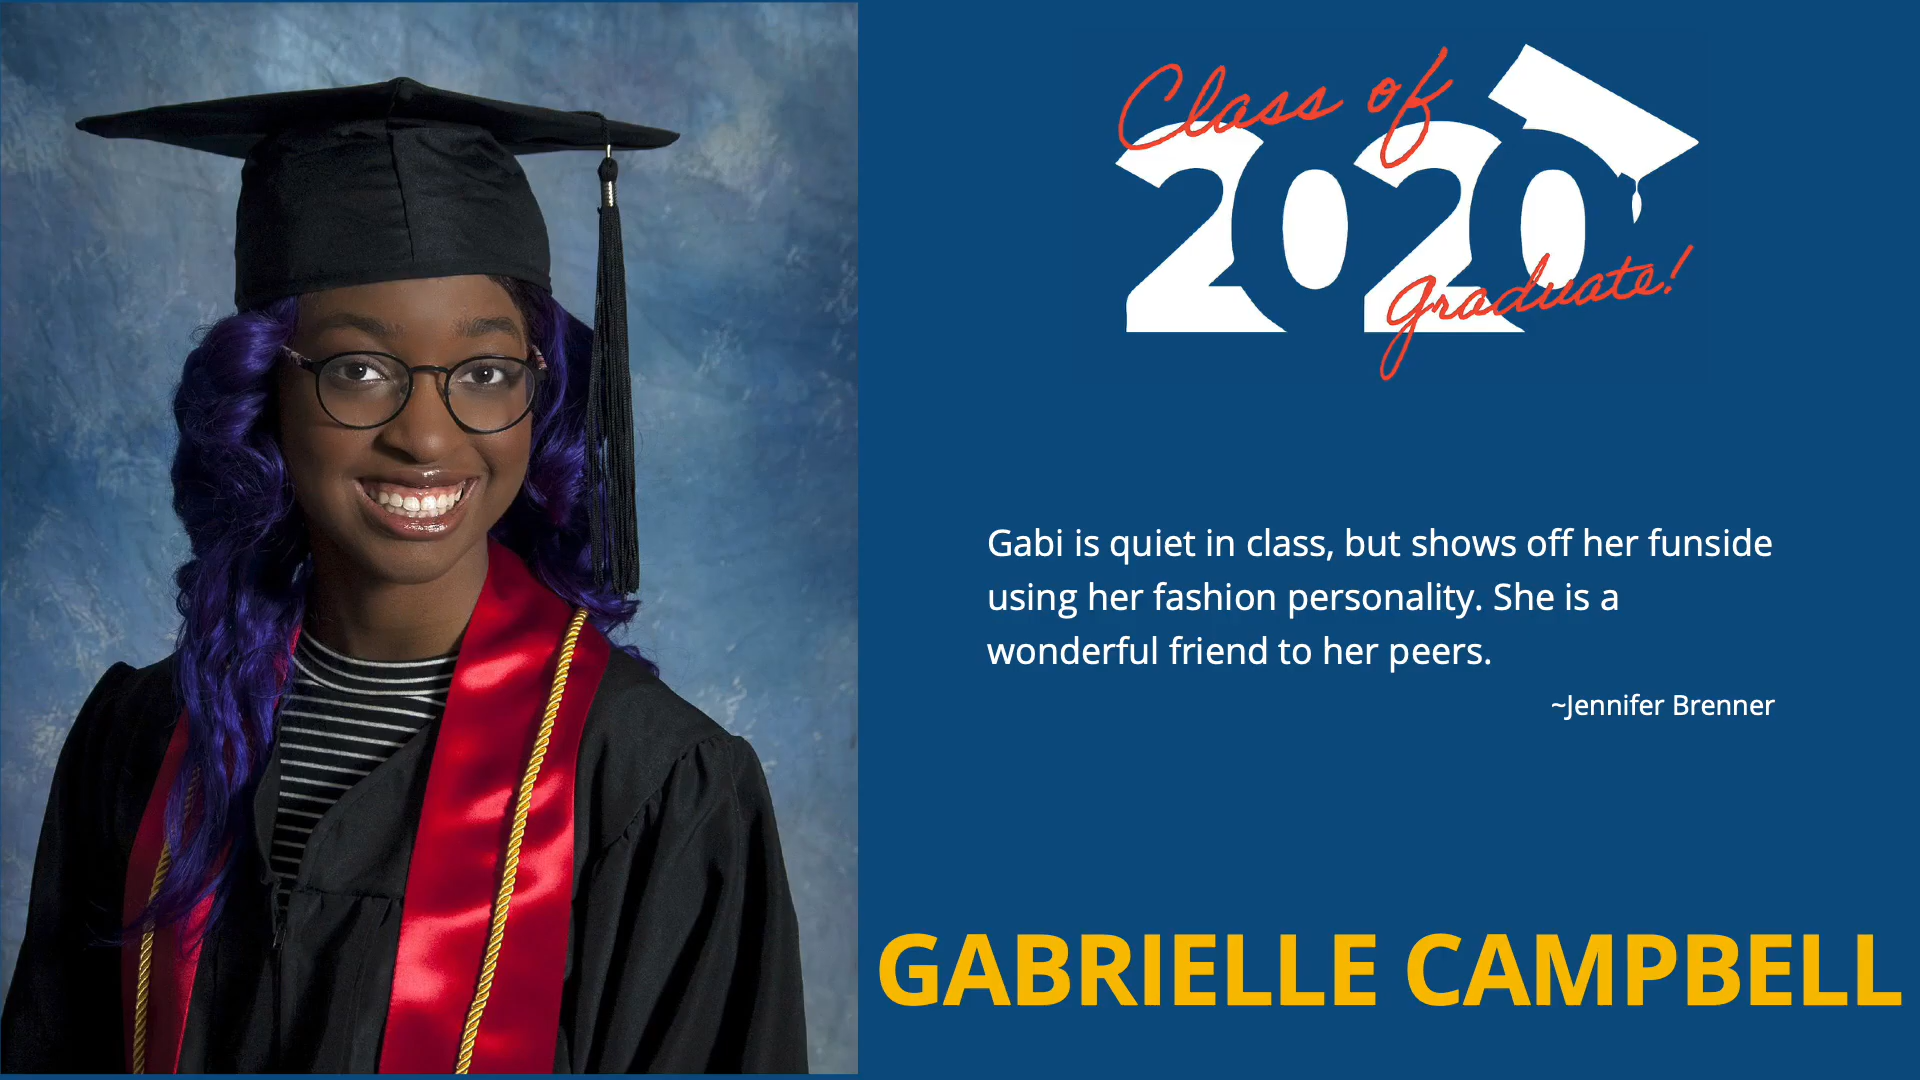 Class of
2020
graduate!
Gabi is quiet in class, but shows off her funside
using her fashion personality. She is a
wonderful friend to her peers.
~Jennifer Brenner
GABRIELLE CAMPBELL